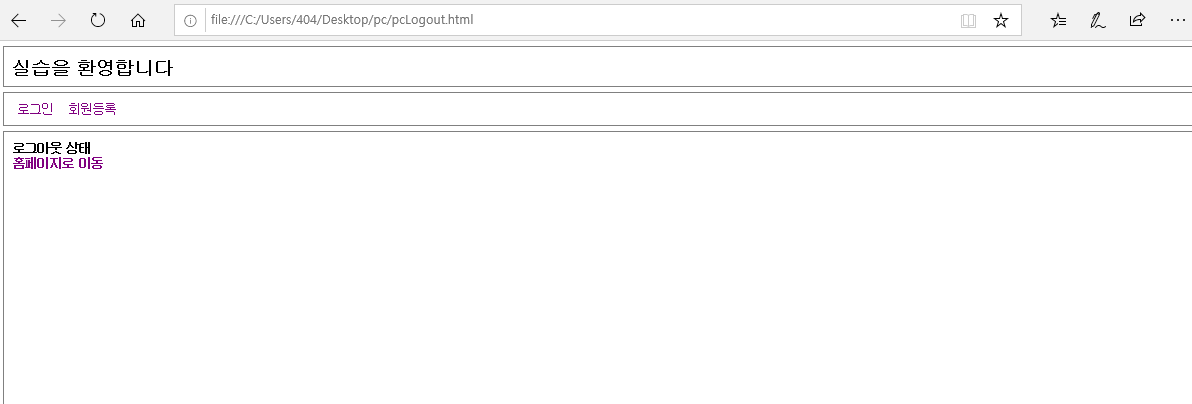 file:///C:/Users/404/Desktop/pc/pcLogout.html
실습을 환영합니다
로그인 회원등록
로그아웃 상태
홈페이지로 이동